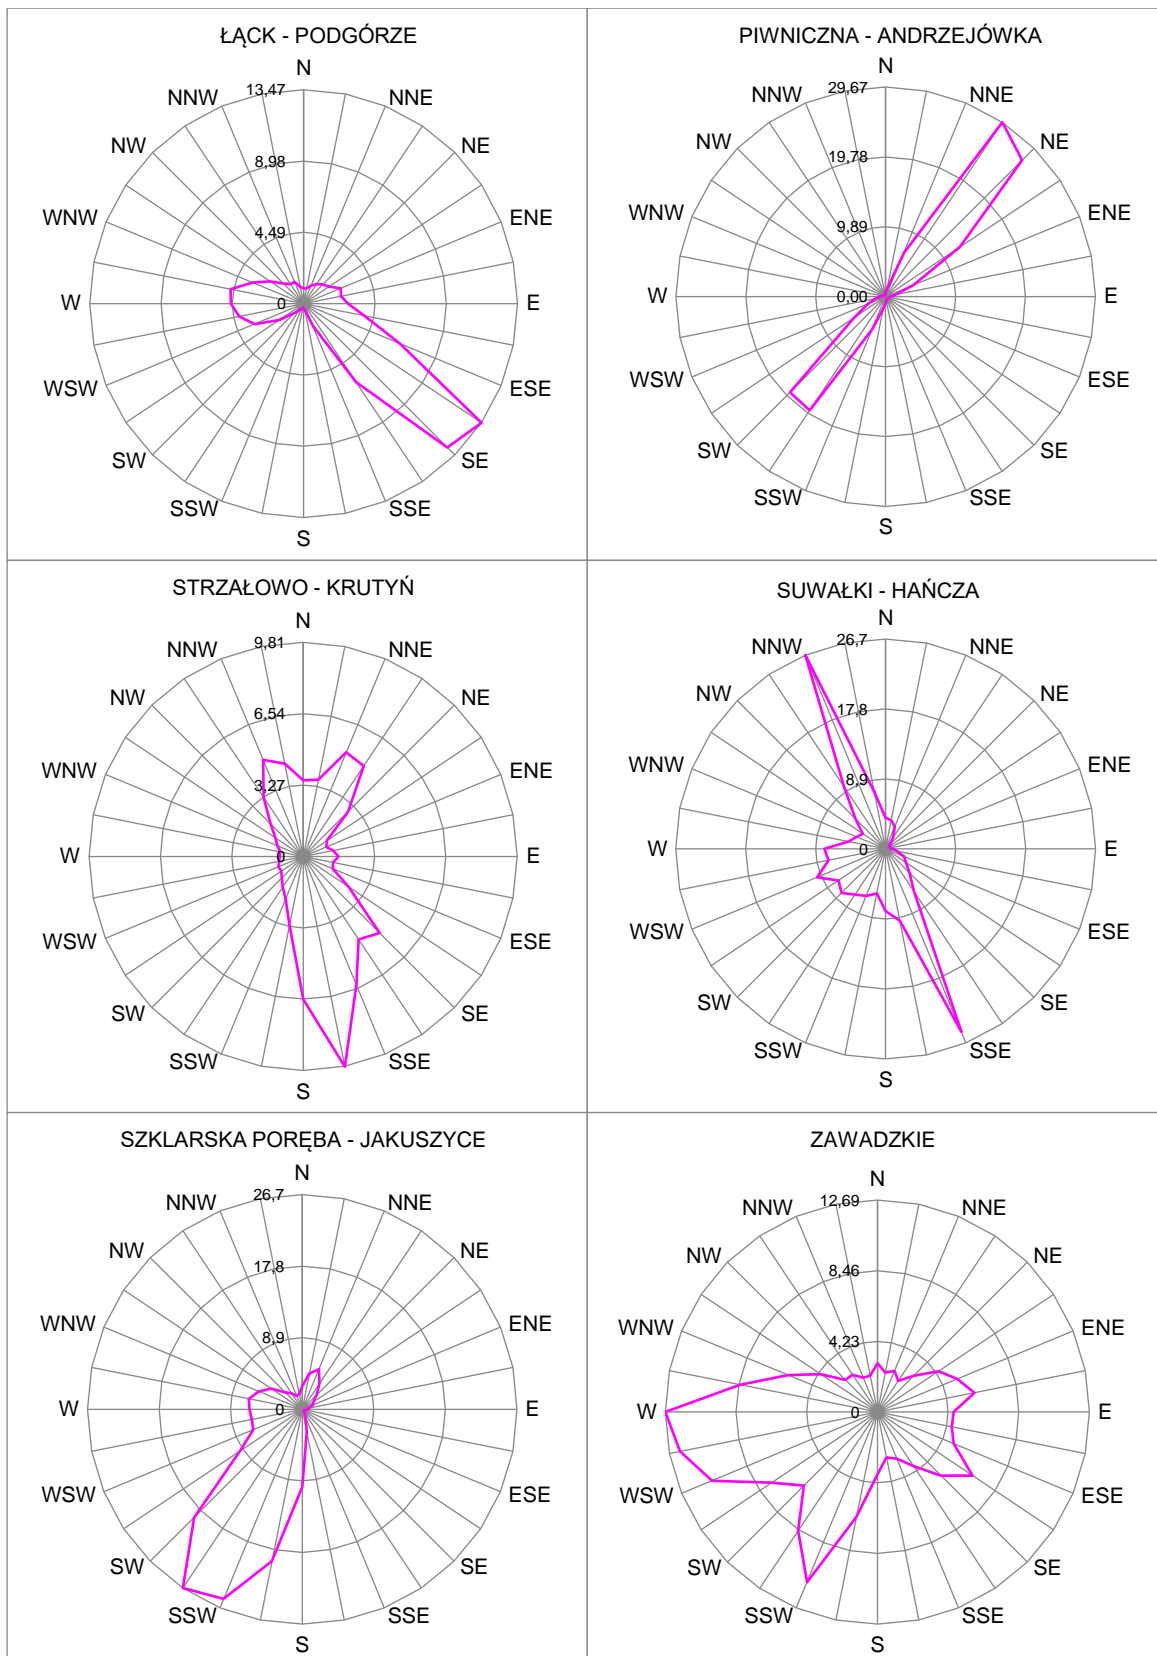 ŁĄCK - PODGÓRZE
N
13,47
NNW
NNE
NW
NE
8,98
WNW
ENE
4,49
W
0
E
WSW
ESE
SW
SE
SSW
SSE
S
PIWNICZNA - ANDRZEJÓWKA
N
29,67
NNW
NNE
NW
NE
19,78
WNW
ENE
9,89
W
0,00
E
WSW
ESE
SW
SE
SSW
SSE
S
STRZAŁOWO - KRUTYŃ
N
9,81
NNW
NNE
NW
NE
6,54
WNW
ENE
3,27
W
0
E
WSW
ESE
SW
SE
SSW
SSE
S
SUWAŁKI - HAŃCZA
N
26,7
NNW
NNE
NW
NE
17,8
WNW
ENE
8,9
W
0
E
WSW
ESE
SW
SE
SSW
SSE
S
SZKLARSKA PORĘBA - JAKUSZYCE
N
26,7
NNW
NNE
NW
NE
17,8
WNW
ENE
8,9
W
0
E
WSW
ESE
SW
SE
SSW
SSE
S
ZAWADZKIE
N
12,69
NNW
NNE
NW
NE
8,46
WNW
ENE
4,23
W
0
E
WSW
ESE
SW
SE
SSW
SSE
S